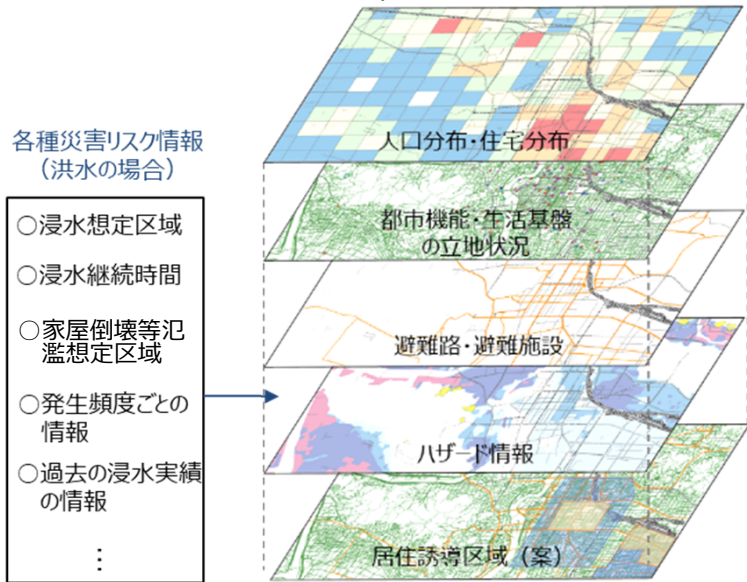 各種災害リスク情報
（洪水の場合）
○浸水想定区域
○浸水継続時間
○家屋倒壊等氾
濫想定区域
○発生頻度ごとの
情報
○過去の浸水実績
の情報
⋮
人口分布・住宅分布
都市機能・生活基盤
の立地状況
避難路・避難施設
ハザード情報
居住誘導区域（案）